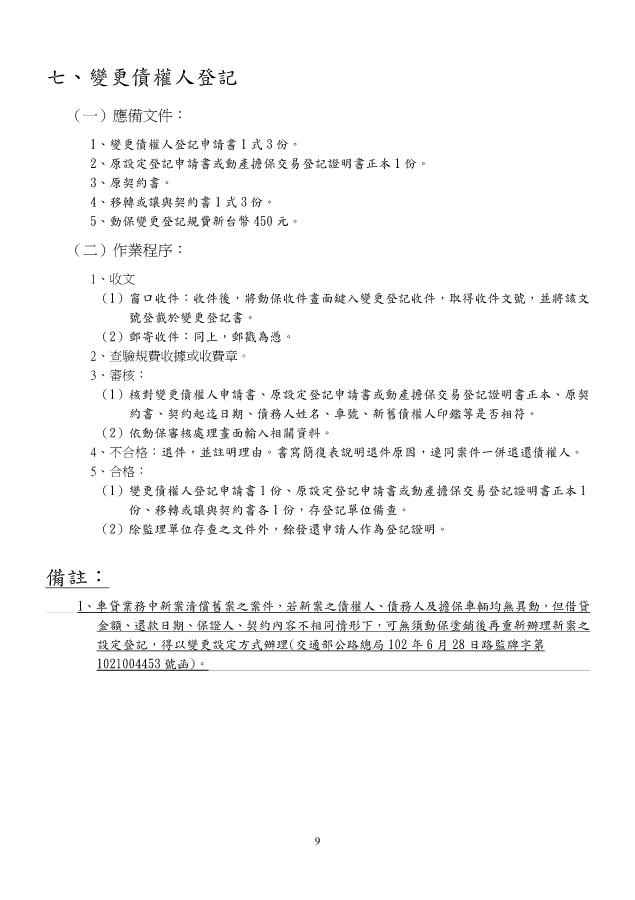 七、變更債權人登記
（一）應備文件：
1、變更債權人登記申請書 1 式 3 份。
2、原設定登記申請書或動產擔保交易登記證明書正本 1 份。
3、原契約書。
4、移轉或讓與契約書 1 式 3 份。
5、動保變更登記規費新台幣 450 元。
（二）作業程序：
1、收文
（1）窗口收件：收件後，將動保收件畫面鍵入變更登記收件，取得收件文號，並將該文
號登載於變更登記書。
（2）郵寄收件：同上，郵戳為憑。
2、查驗規費收據或收費章。
3、審核：
（1）核對變更債權人申請書、原設定登記申請書或動產擔保交易登記證明書正本、原契
約書、契約起迄日期、債務人姓名、車號、新舊債權人印鑑等是否相符。
（2）依動保審核處理畫面輸入相關資料。
4、不合格：退件，並註明理由。書寫簡復表說明退件原因，連同案件一併退還債權人。
5、合格：
（1）變更債權人登記申請書 1 份、原設定登記申請書或動產擔保交易登記證明書正本 1
份、移轉或讓與契約書各 1 份，存登記單位備查。
（2）除監理單位存查之文件外，餘發還申請人作為登記證明。
備註：
1、車貸業務中新案清償舊案之案件，若新案之債權人、債務人及擔保車輛均無異動，但借貸
金額、還款日期、保證人、契約內容不相同情形下，可無須動保塗銷後再重新辦理新案之
設定登記，得以變更設定方式辦理(交通部公路總局 102 年 6 月 28 日路監牌字第
1021004453 號函)。
9